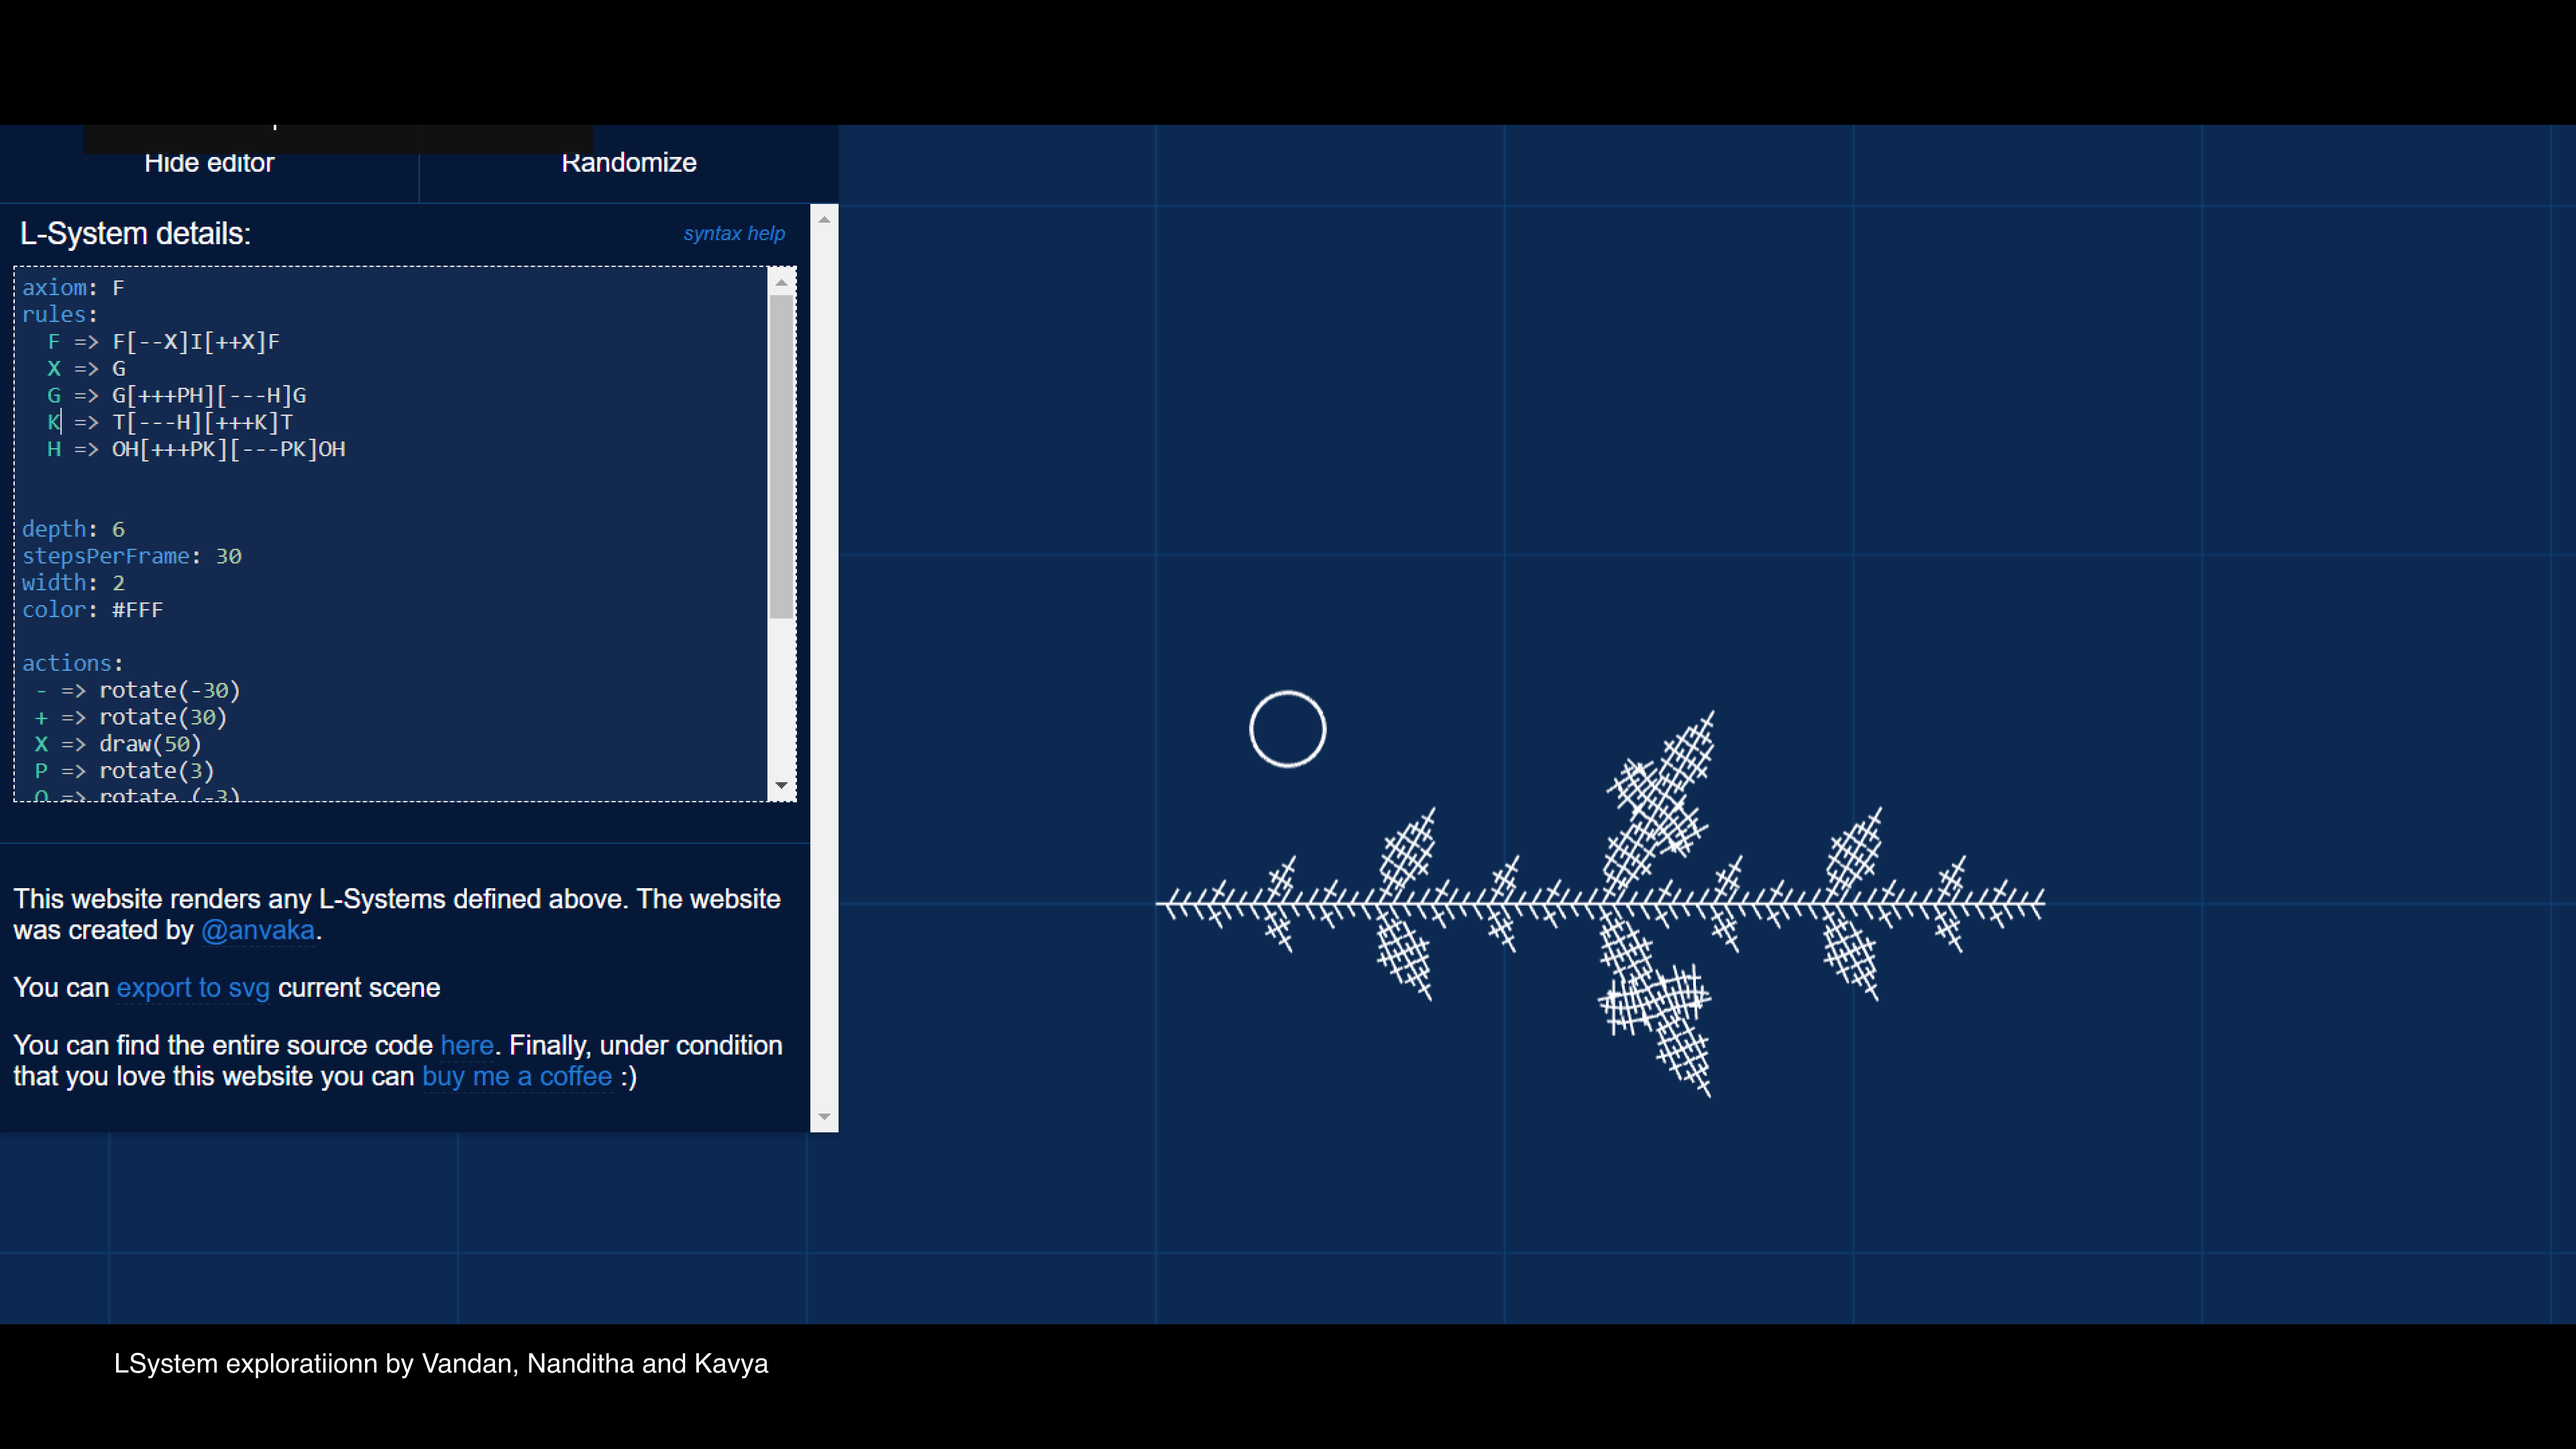 Hide editor
Randomize
L-System details:
syntax help
axiom: F
rules:
F => F[--X]I[++X]F
X => G
G => G[+++PH][---H]G
K => T[---H][+++K]T
H => OH[+++PK][---PK]OH
depth: 6
stepsPerFrame: 30
width: 2
color: #FFF
actions:
- => rotate(-30)
+ => rotate(30)
X => draw(50)
P => rotate(3)
O => rotate (-3)
This website renders any L-Systems defined above. The website
was created by @anvaka.
You can export to svg current scene
You can find the entire source code here. Finally, under condition
that you love this website you can buy me a coffee :)
LSystem exploratiionn by Vandan, Nanditha and Kavya